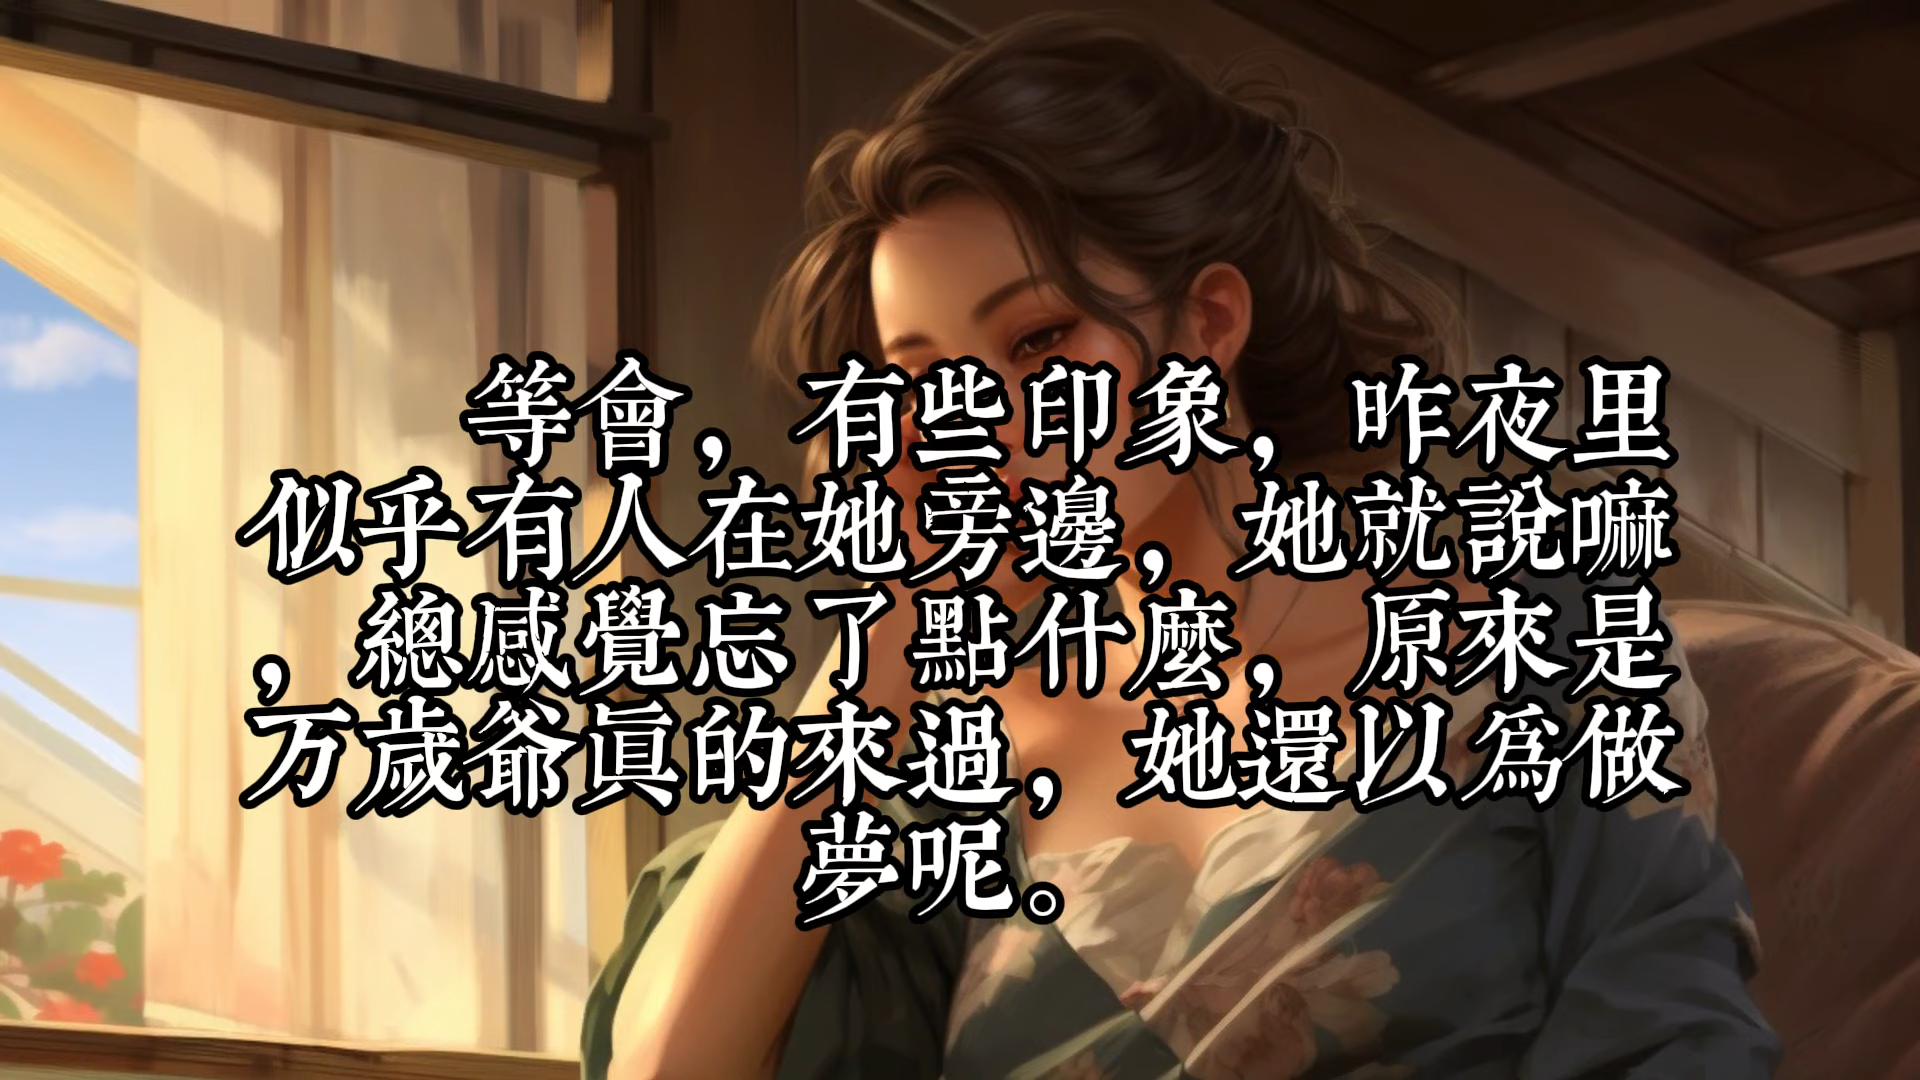 等會，有些印象，昨夜里
似乎有人在她旁邊，她就說嘛
，總感覺忘了點什麼，原來是
万歲爺眞的來過，她還以爲做
夢呢。